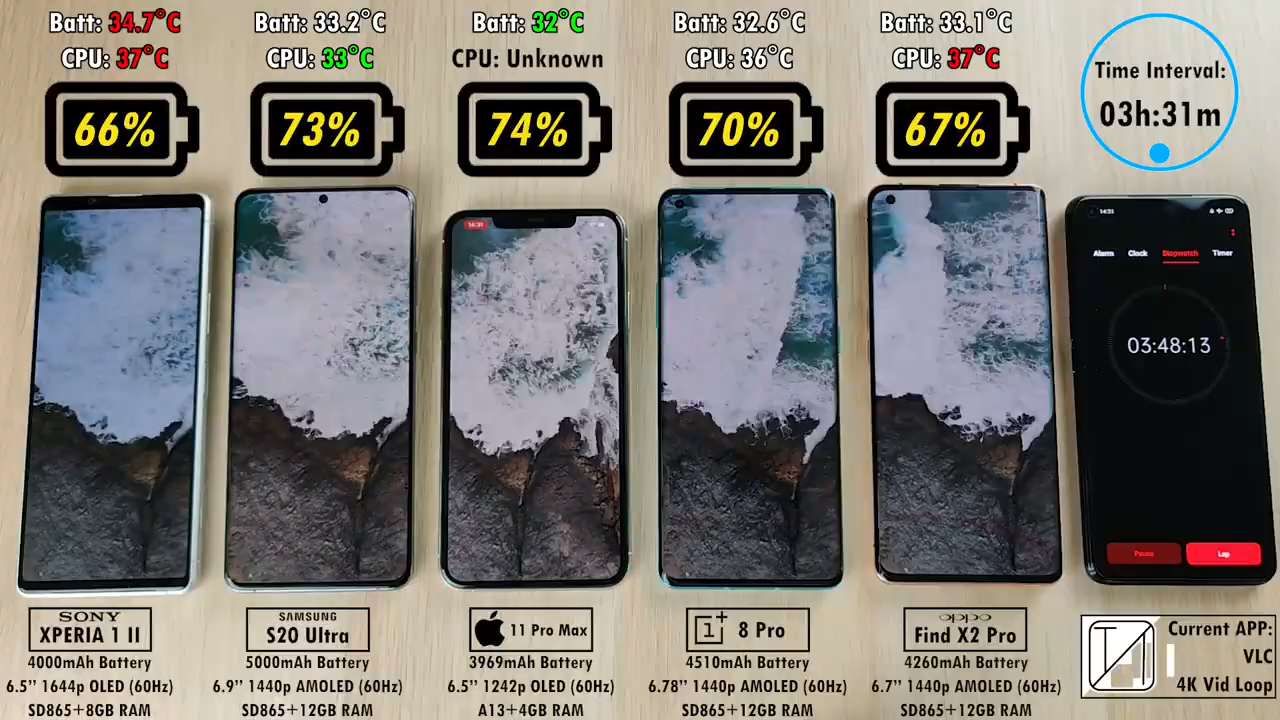 Batt: 34.7°C
CPU: 37°C
66%
Batt: 33.2°C
CPU: 33°C
73%
Batt: 32°C
CPU: Unknown
74%
Batt: 32.6°C
CPU: 36°C
70%
Batt: 33.1°C
CPU: 37°C
67%
Time Interval:
03h:31m
14:31
14:31
Alarm Clock Stopwatch Timer
03:48:13
Pause Lap
SONY
XPERIA 1 II
4000mAh Battery
6.5’’ 1644p OLED (60Hz)
SD865+8GB RAM
SAMSUNG
S20 Ultra
5000mAh Battery
6.9’’ 1440p AMOLED (60Hz)
SD865+12GB RAM
11 Pro Max
3969mAh Battery
6.5’’ 1242p OLED (60Hz)
A13+4GB RAM
1+ 8 Pro
4510mAh Battery
6.78’’ 1440p AMOLED (60Hz)
SD865+12GB RAM
oppo
Find X2 Pro
4260mAh Battery
6.7’’ 1440p AMOLED (60Hz)
SD865+12GB RAM
Current APP:
VLC
4K Vid Loop